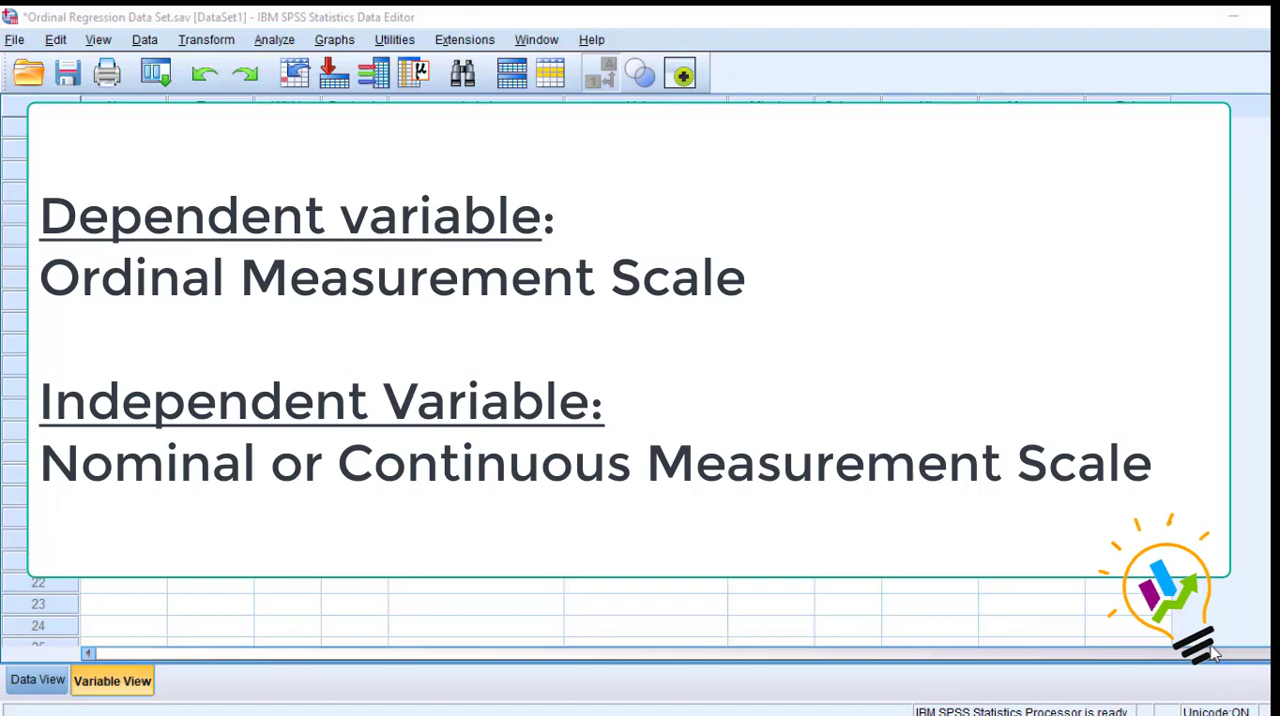 *Ordinal Regression Data Set.sav [DataSet1] - IBM SPSS Statistics Data Editor
File Edit View Data Transform Analyze Graphs Utilities Extensions Window Help
Dependent variable:
Ordinal Measurement Scale
Independent Variable:
Nominal or Continuous Measurement Scale
22
23
24
Data View Variable View
IBM SPSS Statistics Processor is ready Unicode:ON